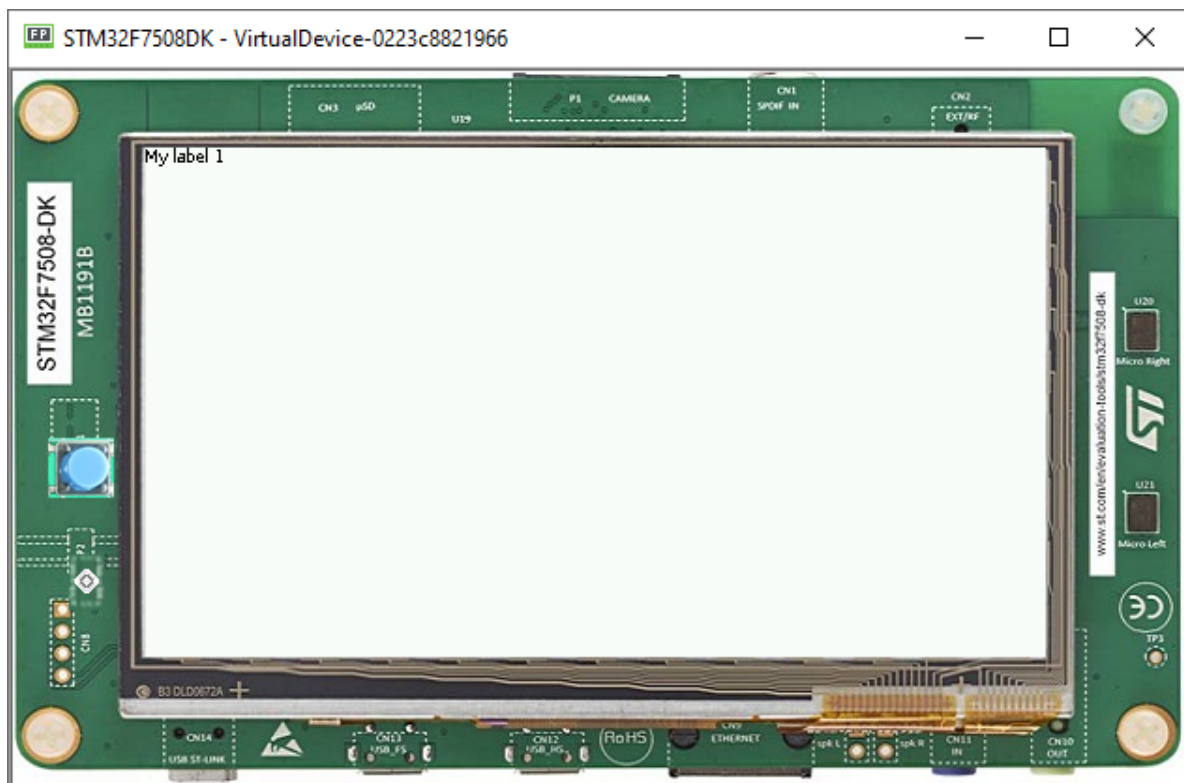 STM32F7508DK - VirtualDevice-0223c8821966
CN3 µSD
U19
P1 CAMERA
CN1
SPDIF IN
CN2
EXT/RF
My label 1
STM32F7508-DK
MB1191B
www.st.com/en/evaluation-tools/stm32f7508-dk
U20
Micro Right
U21
Micro Left
P2
CN8
TP3
B3 DLD0672A
CN14
USB ST-LINK
CN13
USB_FS
CN12
USB_HS
RoHS
CN9
ETHERNET
spk L
spk R
CN11
IN
CN10
OUT